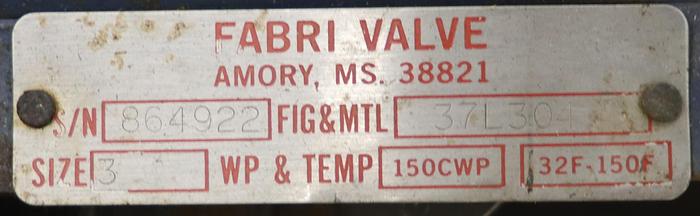 FABRI VALVE
AMORY, MS. 38821
S/N 864922 FIG&MTL 37L304
SIZE 3 WP & TEMP 150CWP 32F-150F